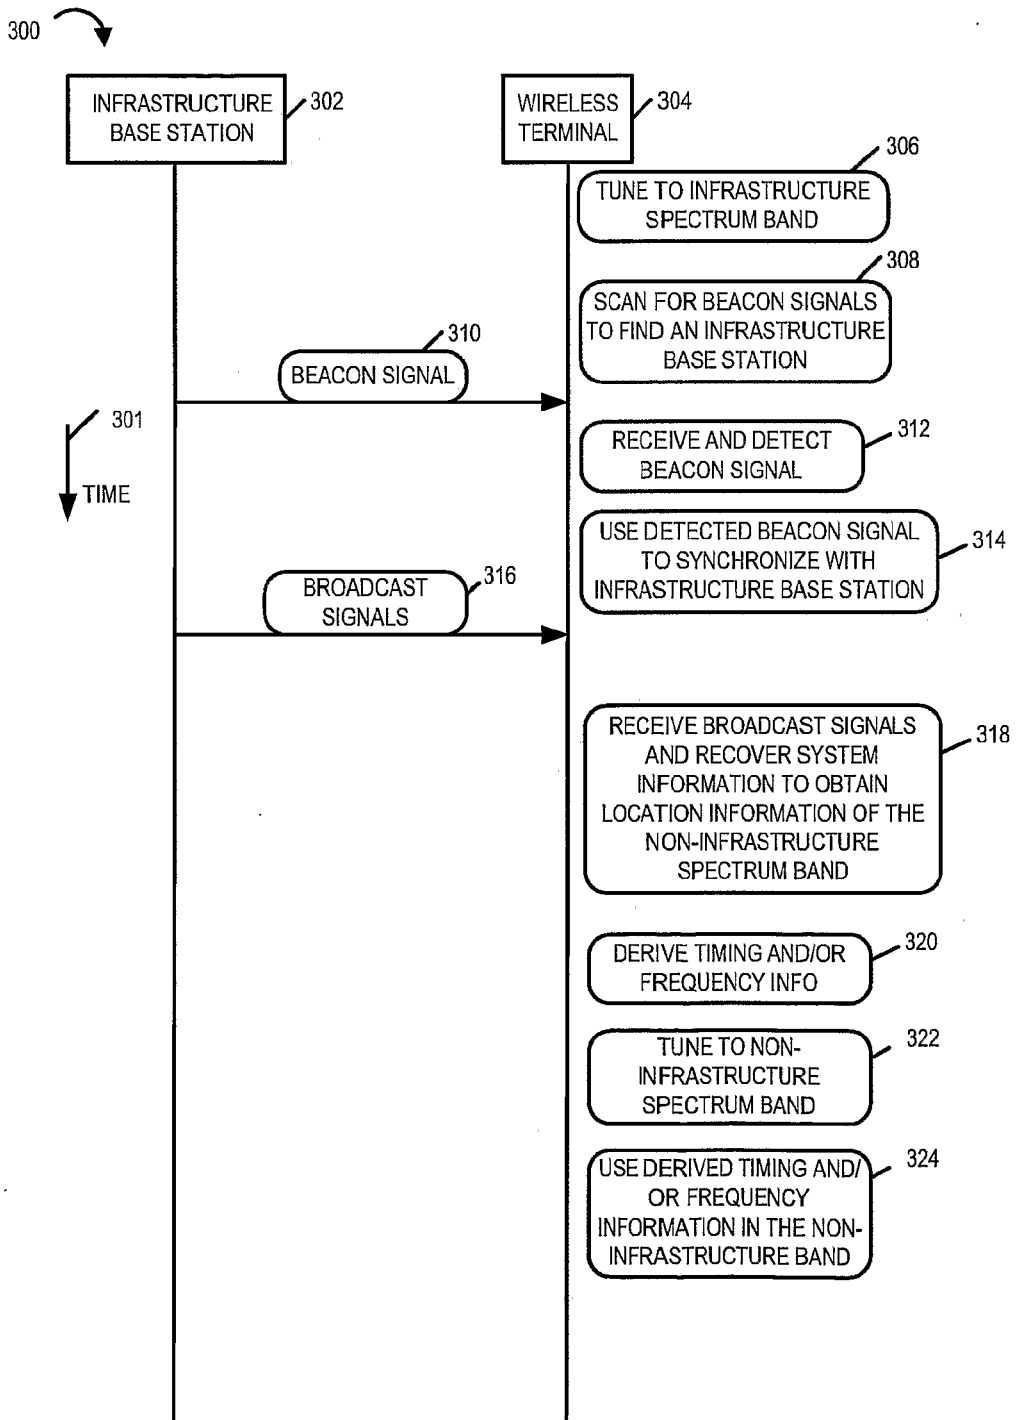 300
INFRASTRUCTURE
BASE STATION
302
WIRELESS
TERMINAL
304
306
TUNE TO INFRASTRUCTURE
SPECTRUM BAND
308
SCAN FOR BEACON SIGNALS
TO FIND AN INFRASTRUCTURE
BASE STATION
310
BEACON SIGNAL
301
TIME
312
RECEIVE AND DETECT
BEACON SIGNAL
USE DETECTED BEACON SIGNAL
TO SYNCHRONIZE WITH
INFRASTRUCTURE BASE STATION
314
BROADCAST
SIGNALS
316
RECEIVE BROADCAST SIGNALS
AND RECOVER SYSTEM
INFORMATION TO OBTAIN
LOCATION INFORMATION OF THE
NON-INFRASTRUCTURE
SPECTRUM BAND
318
DERIVE TIMING AND/OR
FREQUENCY INFO
320
TUNE TO NON-
INFRASTRUCTURE
SPECTRUM BAND
322
USE DERIVED TIMING AND/
OR FREQUENCY
INFORMATION IN THE NON-
INFRASTRUCTURE BAND
324